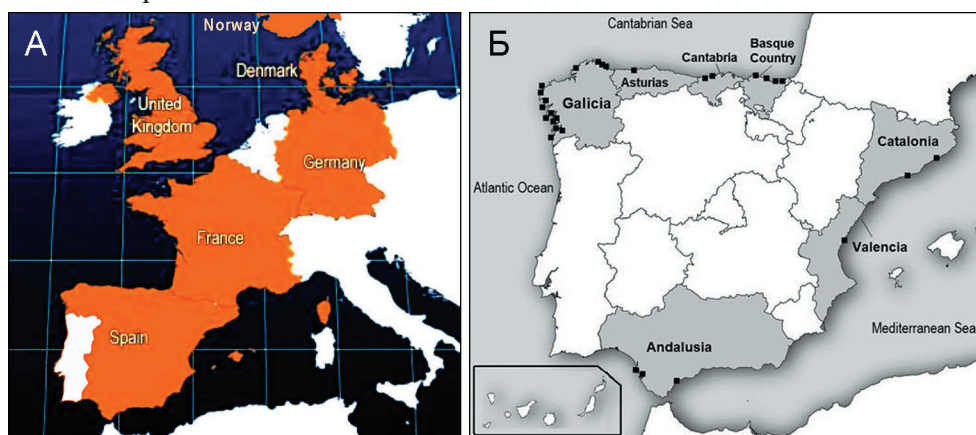 А
Norway
Denmark
United
Kingdom
Germany
France
Spain
Б
Cantabrian Sea
Cantabria
Basque
Country
Asturias
Galicia
Catalonia
Atlantic Ocean
Valencia
Mediterranean Sea
Andalusia